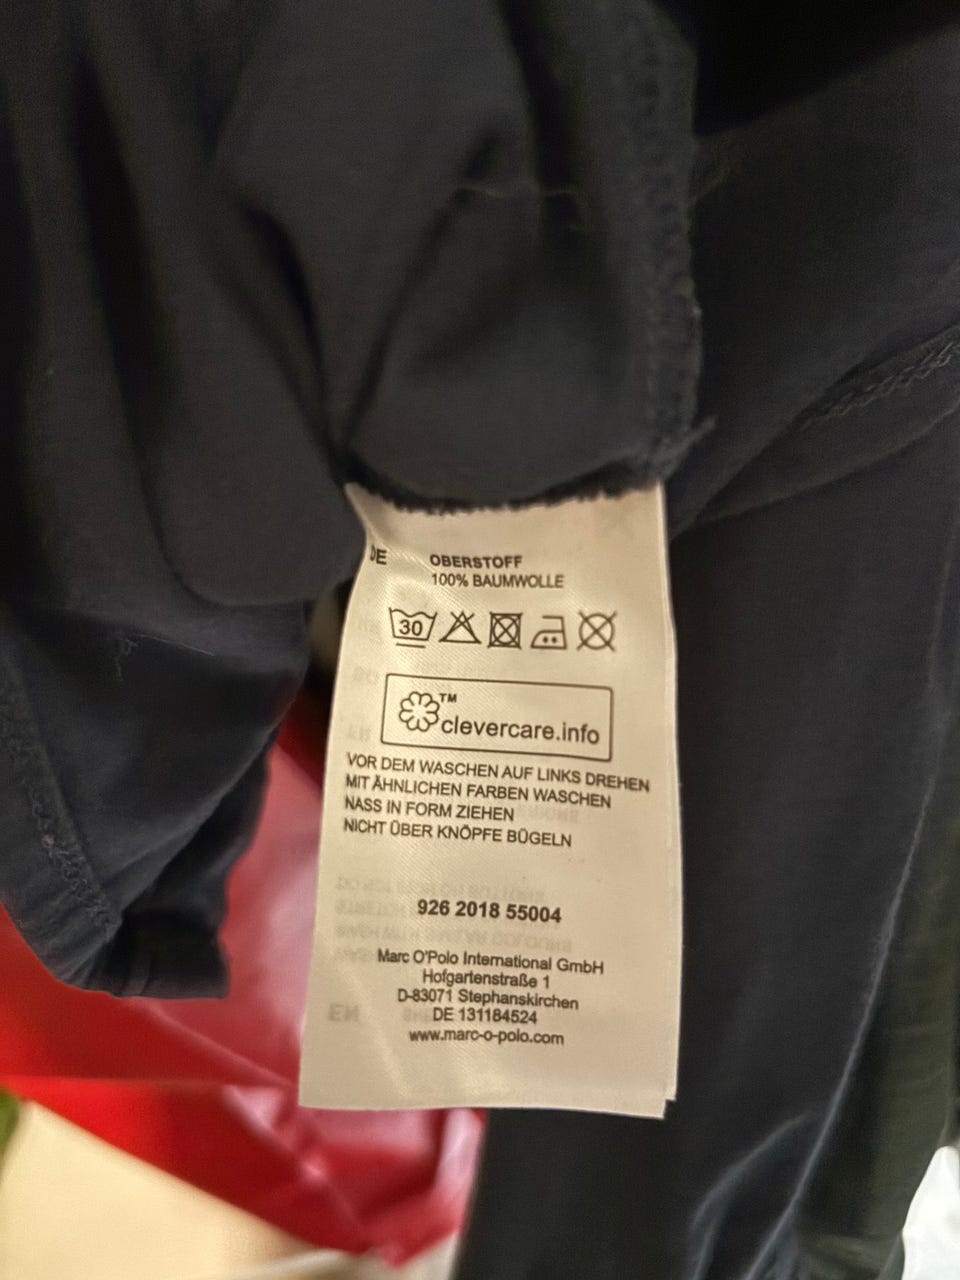 DE OBERSTOFF
100% BAUMWOLLE
30
™
clevercare.info
VOR DEM WASCHEN AUF LINKS DREHEN
MIT ÄHNLICHEN FARBEN WASCHEN
NASS IN FORM ZIEHEN
NICHT ÜBER KNÖPFE BÜGELN
926 2018 55004
Marc O'Polo International GmbH
Hofgartenstraße 1
D-83071 Stephanskirchen
DE 131184524
www.marc-o-polo.com
EN